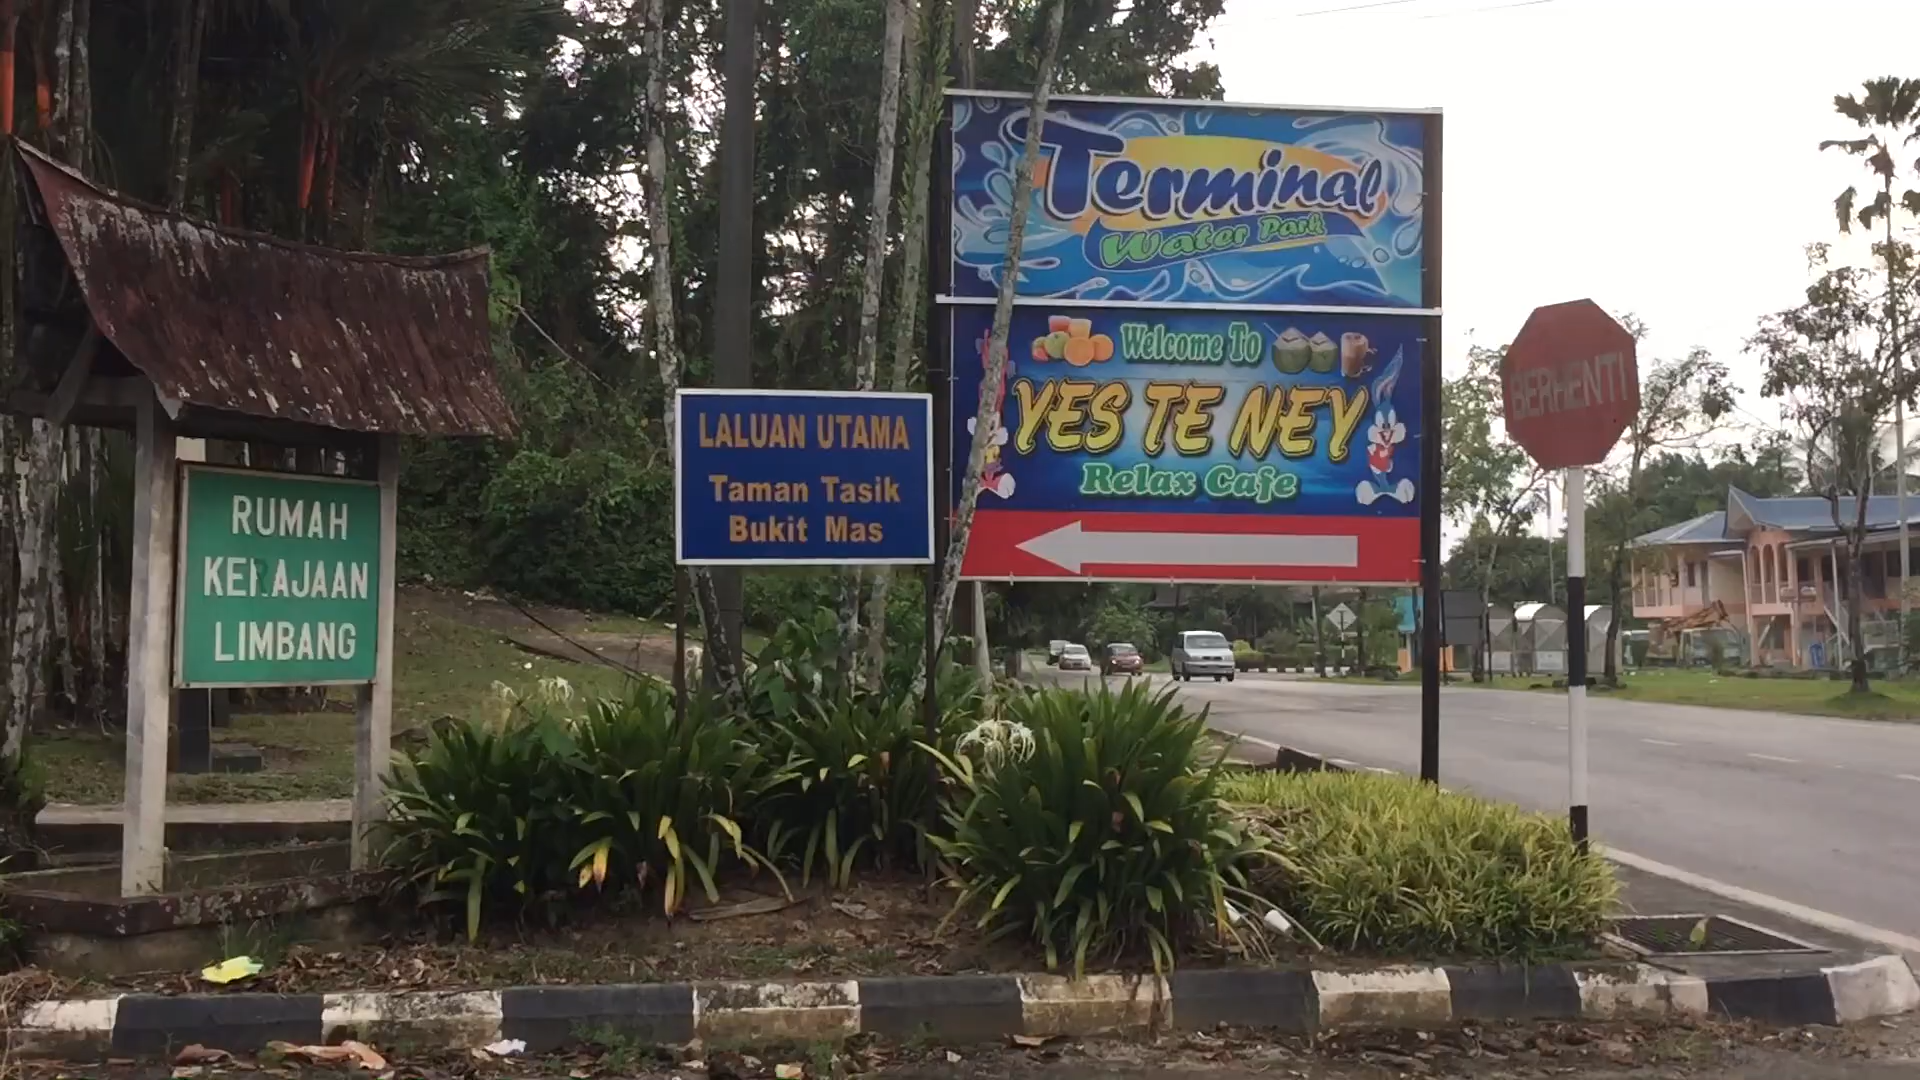 RUMAH
KERAJAAN
LIMBANG
LALUAN UTAMA
Taman Tasik
Bukit Mas
Terminal
Water Park
Welcome To
YES TE NEY
Relax Cafe
BERHENTI